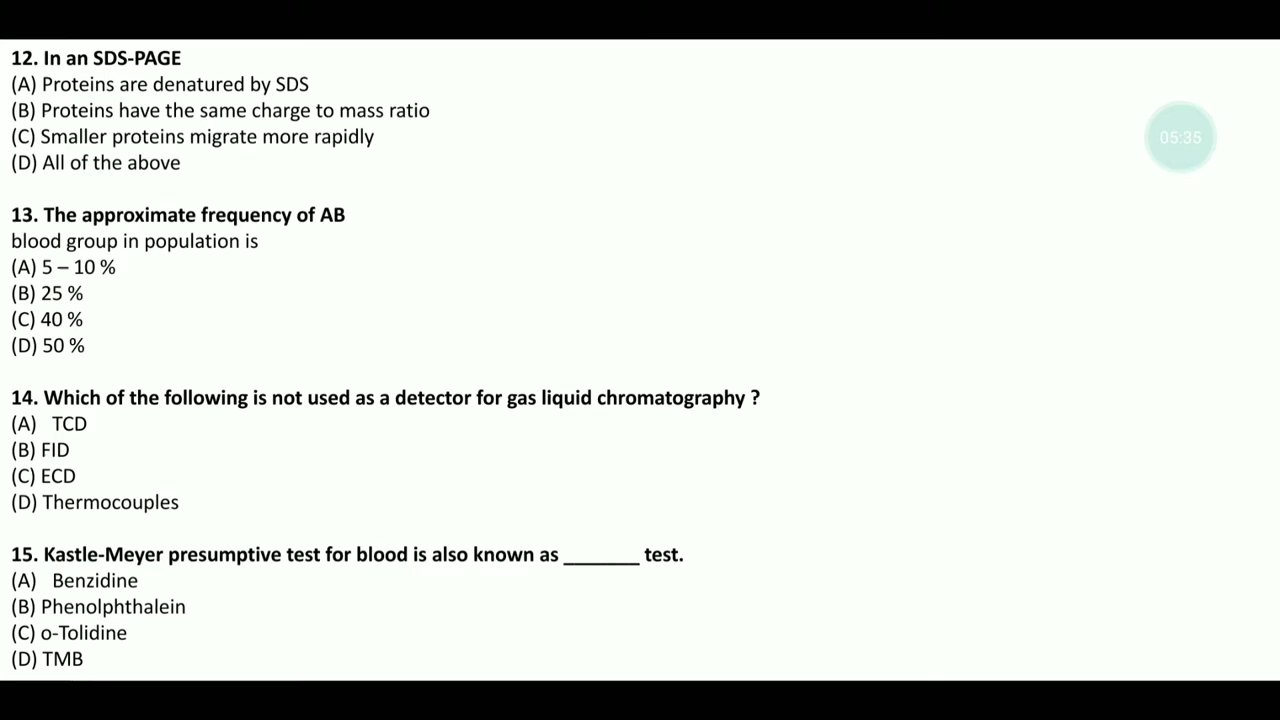 12. In an SDS-PAGE
(A) Proteins are denatured by SDS
(B) Proteins have the same charge to mass ratio
(C) Smaller proteins migrate more rapidly
(D) All of the above
05:35
13. The approximate frequency of AB
blood group in population is
(A) 5 – 10 %
(B) 25 %
(C) 40 %
(D) 50 %
14. Which of the following is not used as a detector for gas liquid chromatography ?
(A) TCD
(B) FID
(C) ECD
(D) Thermocouples
15. Kastle-Meyer presumptive test for blood is also known as _______ test.
(A) Benzidine
(B) Phenolphthalein
(C) o-Tolidine
(D) TMB